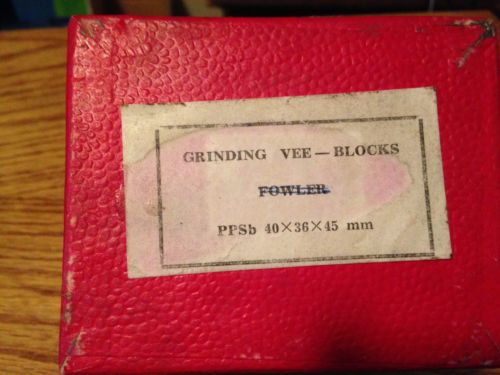 GRINDING VEE — BLOCKS
FOWLER
PPSb 40×36×45 mm